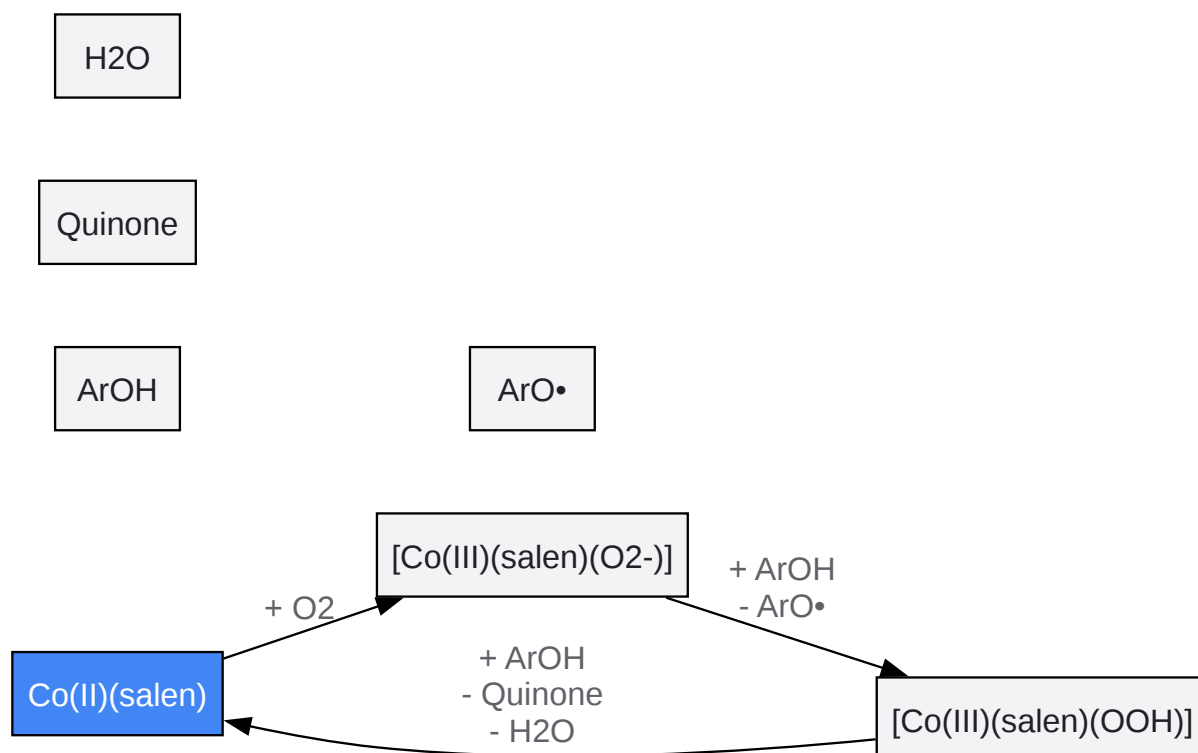 H2O
Quinone
ArOH
ArO•
[Co(III)(salen)(O2-)]
+ ArOH
- ArO•
+ O2
+ ArOH
- Quinone
- H2O
Co(II)(salen)
[Co(III)(salen)(OOH)]